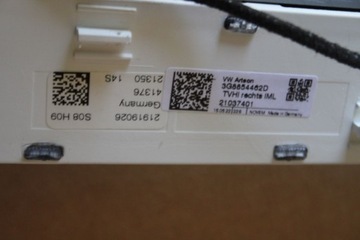 VW Arteon
3G8854462D
TVHI rechts IML
21037401
21919026
Germany
41376
21350 14S
S08 H09